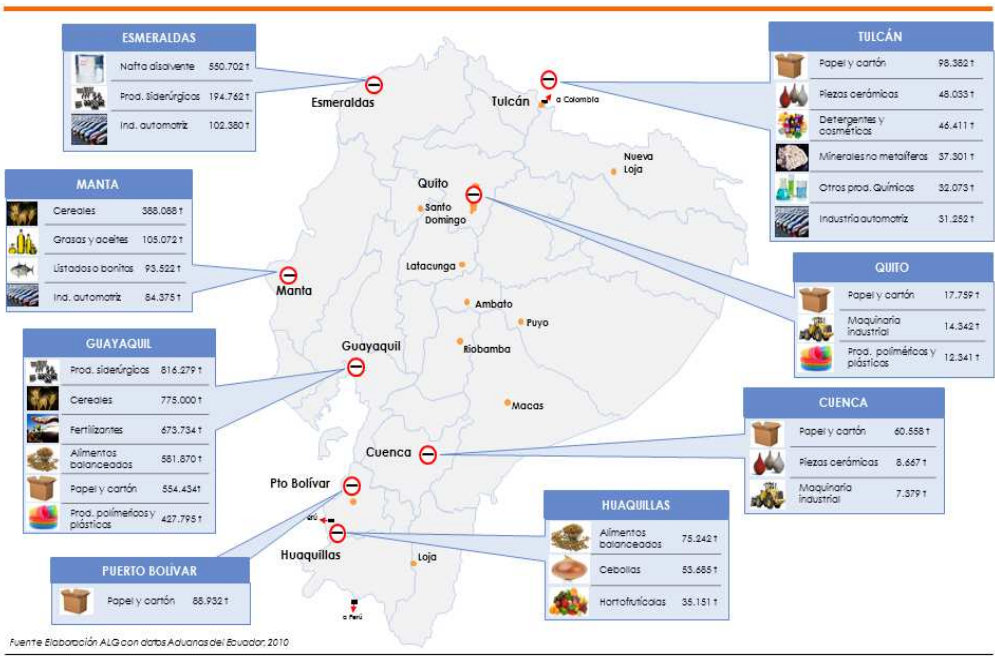 ESMERALDAS
Nafta disolvente 550.702 t
Prod. Siderúrgicos 194.762 t
Ind. automotriz 102.380 t
TULCÁN
Papel y cartón 98.382 t
Piezas cerámicas 48.033 t
Detergentes y
cosméticos 46.411 t
Minerales no metalíferos 37.301 t
Otros prod. Químicos 32.073 t
Industria automotriz 31.252 t
MANTA
Cereales 388.088 t
Grasas y aceites 105.072 t
Listados o bonitos 93.522 t
Ind. automotriz 84.375 t
QUITO
Papel y cartón 17.759 t
Maquinaria
industrial 14.342 t
Prod. poliméricos y
plásticos 12.341 t
GUAYAQUIL
Prod. siderúrgicos 816.279 t
Cereales 775.000 t
Fertilizantes 673.734 t
Alimentos
balanceados 581.870 t
Papel y cartón 554.434 t
Prod. poliméricos y
plásticos 427.795 t
CUENCA
Papel y cartón 60.558 t
Piezas cerámicas 8.667 t
Maquinaria
industrial 7.379 t
HUAQUILLAS
Alimentos
balanceados 75.242 t
Cebollas 53.685 t
Hortofrutícolas 35.151 t
PUERTO BOLÍVAR
Papel y cartón 88.932 t
Esmeraldas
Tulcán
a Colombia
Nueva
Loja
Quito
Santo
Domingo
Latacunga
Manta
Ambato
Puyo
Guayaquil
Riobamba
Macas
Cuenca
Pto Bolívar
Huaquillas
Loja
a Perú
Fuente Elaboración ALG con datos Aduanas del Ecuador, 2010